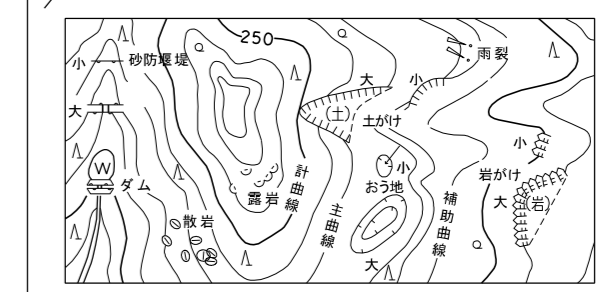 250
小
砂防堰堤
大
W
ダム
散岩
露岩
計曲線
主曲線
大
(土)
土がけ
小
雨裂
小
おう地
大
補助曲線
小
岩がけ
大
(岩)